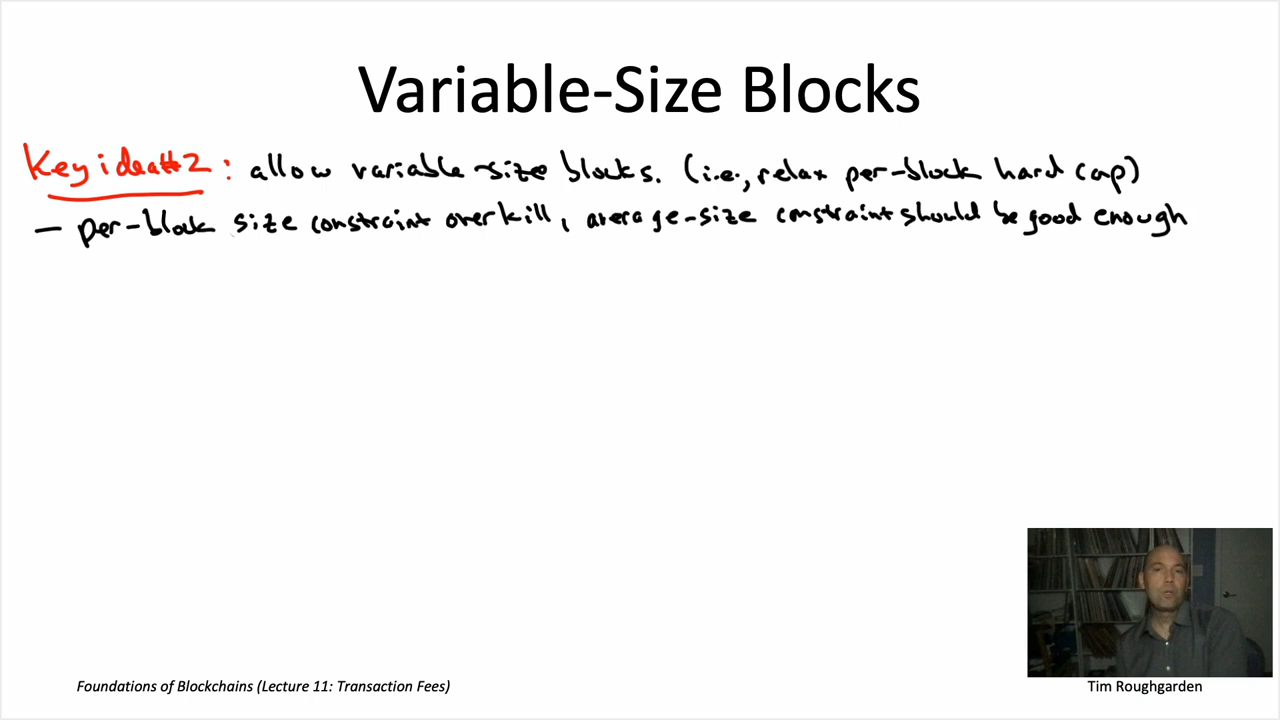 Variable-Size Blocks
Key idea #2: allow variable-size blocks. (i.e., relax per-block hard cap)
– per-block size constraint overkill, average-size constraint should be good enough
Foundations of Blockchains (Lecture 11: Transaction Fees)
Tim Roughgarden